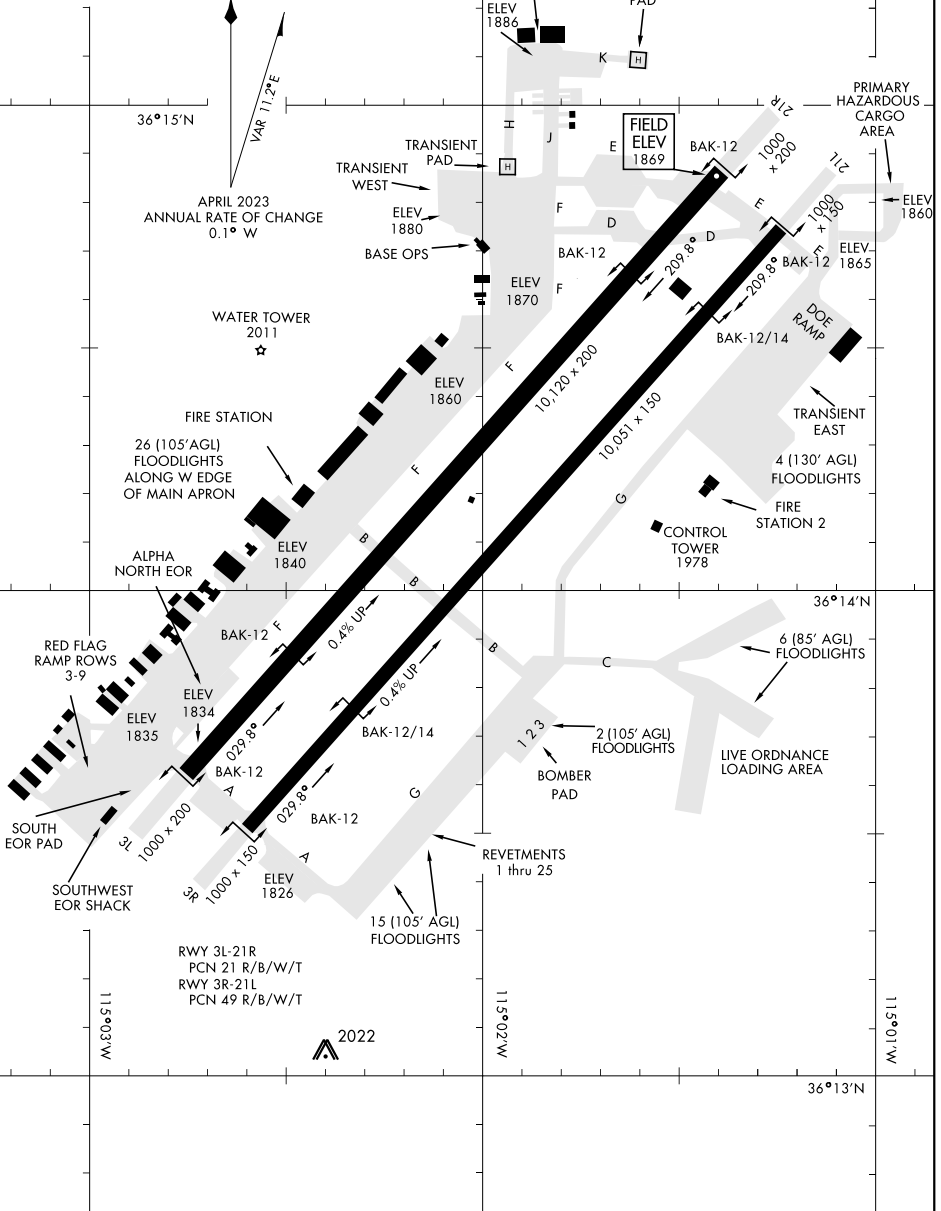 ELEV
1886
PAD
H
K
VAR 11.2°E
36°15'N
PRIMARY
HAZARDOUS
CARGO
AREA
21R
H
J
E
FIELD
ELEV
1869
BAK-12
1000
x 200
21L
TRANSIENT
PAD
H
TRANSIENT
WEST
APRIL 2023
ANNUAL RATE OF CHANGE
0.1° W
ELEV
1880
F
D
D
E
1000
x 150
E
ELEV
1860
BASE OPS
BAK-12
209.8°
209.8°
BAK-12
ELEV
1865
ELEV
1870
F
WATER TOWER
2011
DOE
RAMP
BAK-12/14
F
ELEV
1860
10,120 x 200
10,051 x 150
TRANSIENT
EAST
FIRE STATION
26 (105'AGL)
FLOODLIGHTS
ALONG W EDGE
OF MAIN APRON
F
4 (130' AGL)
FLOODLIGHTS
G
FIRE
STATION 2
CONTROL
TOWER
1978
ELEV
1840
B
B
ALPHA
NORTH EOR
36°14'N
BAK-12
F
0.4% UP
0.4% UP
B
C
6 (85' AGL)
FLOODLIGHTS
RED FLAG
RAMP ROWS
3-9
ELEV
1834
ELEV
1835
029.8°
BAK-12/14
1 2 3
2 (105' AGL)
FLOODLIGHTS
LIVE ORDNANCE
LOADING AREA
BOMBER
PAD
BAK-12
A
029.8°
G
BAK-12
SOUTH
EOR PAD
3L
1000 x 200
A
REVETMENTS
1 thru 25
SOUTHWEST
EOR SHACK
3R
1000 x 150
ELEV
1826
15 (105' AGL)
FLOODLIGHTS
RWY 3L-21R
PCN 21 R/B/W/T
RWY 3R-21L
PCN 49 R/B/W/T
115°03'W
115°02'W
115°01'W
2022
36°13'N